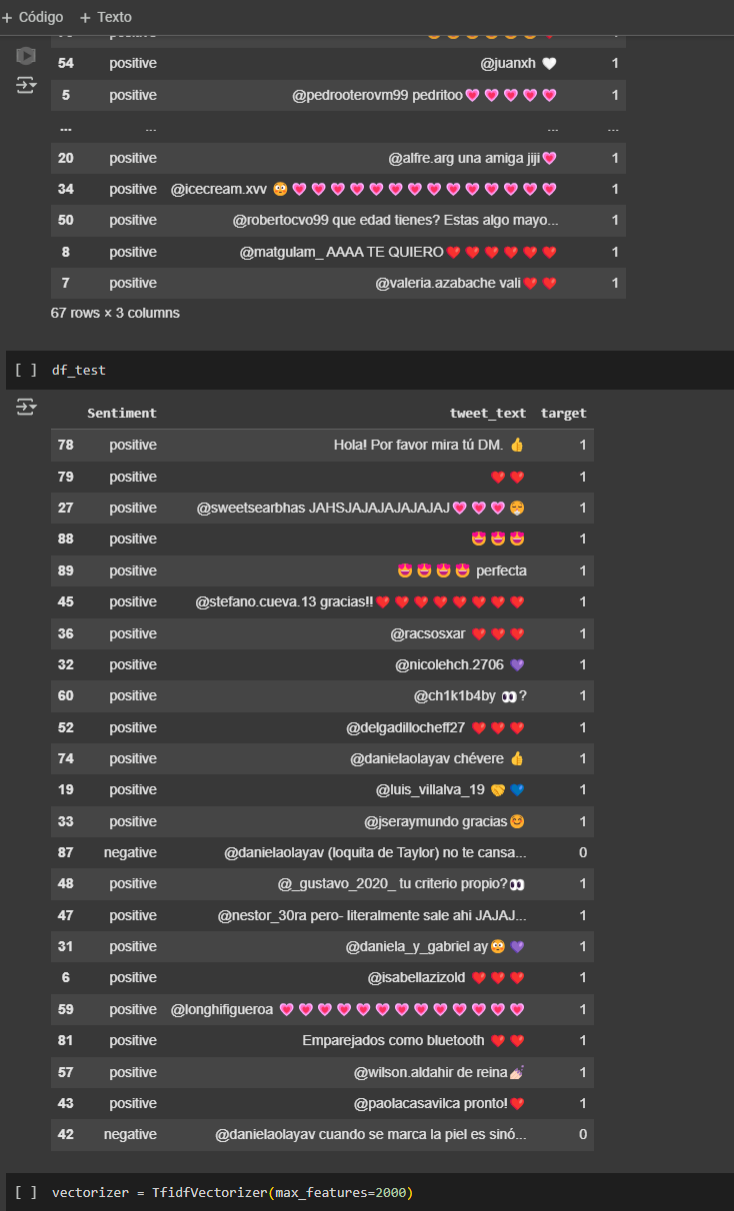 + Código + Texto
54 positive @juanxh 🤍 1
5 positive @pedrooterovm99 pedritoo💗💗💗💗💗 1
... ... ... ...
20 positive @alfre.arg una amiga jiji💗 1
34 positive @icecream.xvv 😳💗💗💗💗💗💗💗💗💗💗💗💗💗💗 1
50 positive @robertocvo99 que edad tienes? Estas algo mayo... 1
8 positive @matgulam_ AAAA TE QUIERO❤️❤️❤️❤️❤️❤️ 1
7 positive @valeria.azabache vali❤️❤️ 1
67 rows × 3 columns
[ ] df_test
Sentiment tweet_text target
78 positive Hola! Por favor mira tú DM. 👍 1
79 positive ❤️❤️ 1
27 positive @sweetsearbhas JAHSJAJAJAJAJAJAJ💗💗💗😁 1
88 positive 😍😍😍 1
89 positive 😍😍😍😍 perfecta 1
45 positive @stefano.cueva.13 gracias!!❤️❤️❤️❤️❤️❤️❤️❤️ 1
36 positive @racsosxar ❤️❤️❤️ 1
32 positive @nicolehch.2706 💜 1
60 positive @ch1k1b4by 👀? 1
52 positive @delgadillocheff27 ❤️❤️❤️ 1
74 positive @danielaolayav chévere 👍 1
19 positive @luis_villalva_19 🤝💙 1
33 positive @jseraymundo gracias😊 1
87 negative @danielaolayav (loquita de Taylor) no te cansa... 0
48 positive @_gustavo_2020_ tu criterio propio?👀 1
47 positive @nestor_30ra pero- literalmente sale ahi JAJAJ... 1
31 positive @daniela_y_gabriel ay😳💜 1
6 positive @isabellazizold ❤️❤️❤️ 1
59 positive @longhifigueroa 💗💗💗💗💗💗💗💗💗💗💗💗💗 1
81 positive Emparejados como bluetooth ❤️❤️ 1
57 positive @wilson.aldahir de reina💅🏻 1
43 positive @paolacasavilca pronto!❤️ 1
42 negative @danielaolayav cuando se marca la piel es sinó... 0
[ ] vectorizer = TfidfVectorizer(max_features=2000)